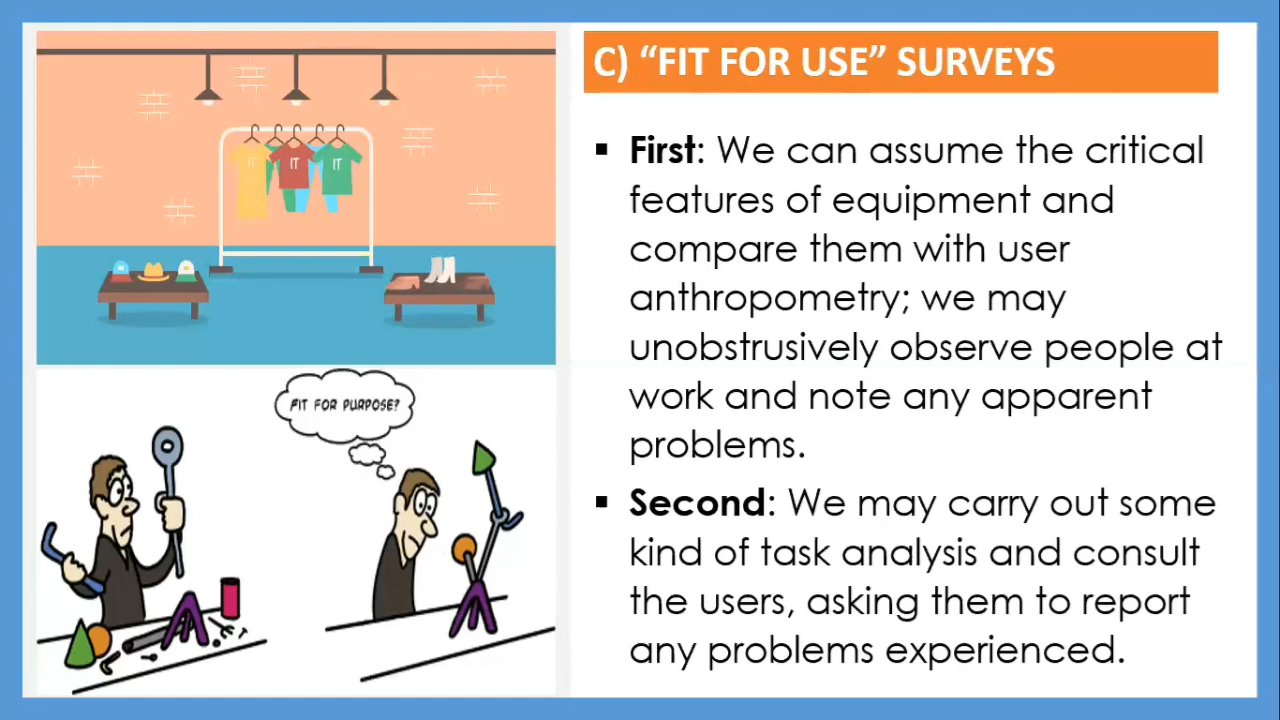 C) “FIT FOR USE” SURVEYS
▪ First: We can assume the critical
features of equipment and
compare them with user
anthropometry; we may
unobstrusively observe people at
work and note any apparent
problems.
▪ Second: We may carry out some
kind of task analysis and consult
the users, asking them to report
any problems experienced.
IT IT IT
FIT FOR PURPOSE?